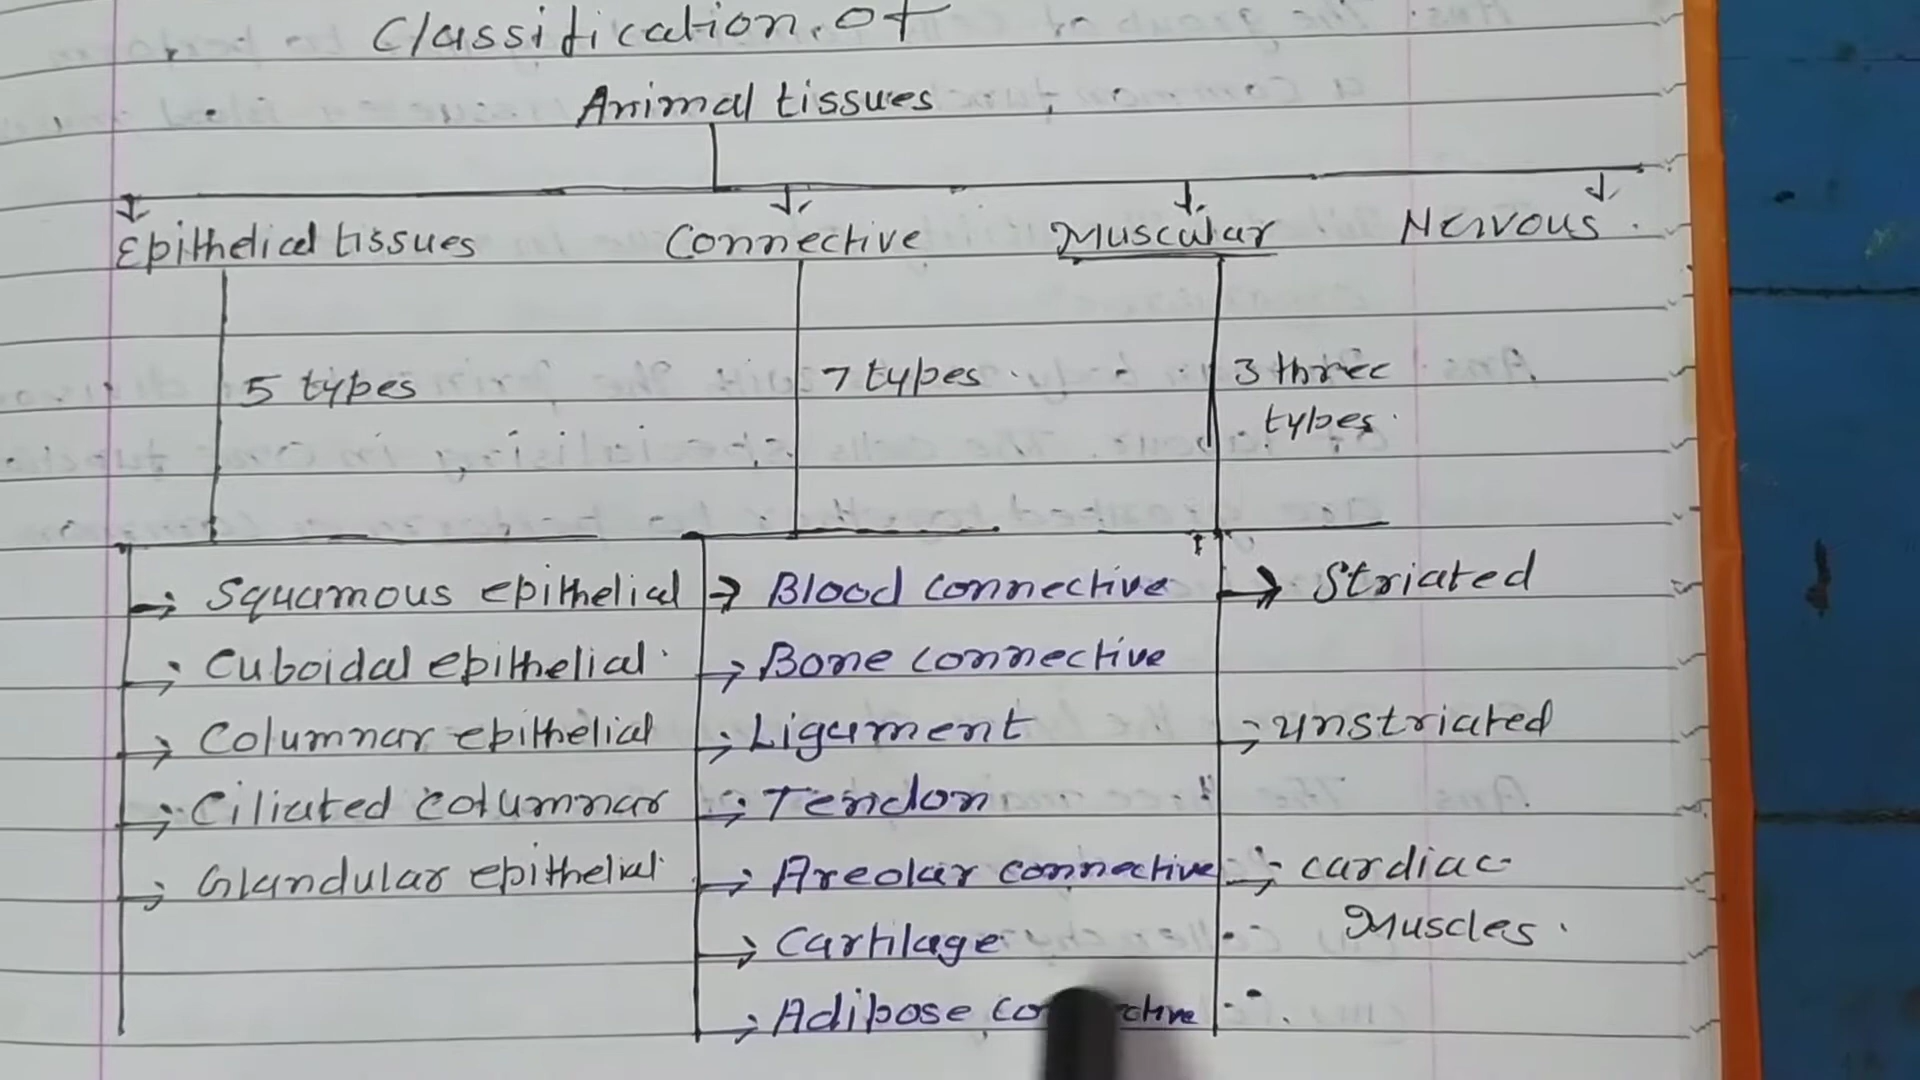 Classification of
Animal tissues
Epithelial tissues Connective Muscular Nervous.
5 types 7 types. 3 three types.
Squamous epithelial Blood connective Striated
Cuboidal epithelial. Bone connective
Columnar epithelial Ligament unstriated
Ciliated columnar Tendon
Glandular epithelial. Areolar connective cardiac
Cartilage Muscles.
Adipose